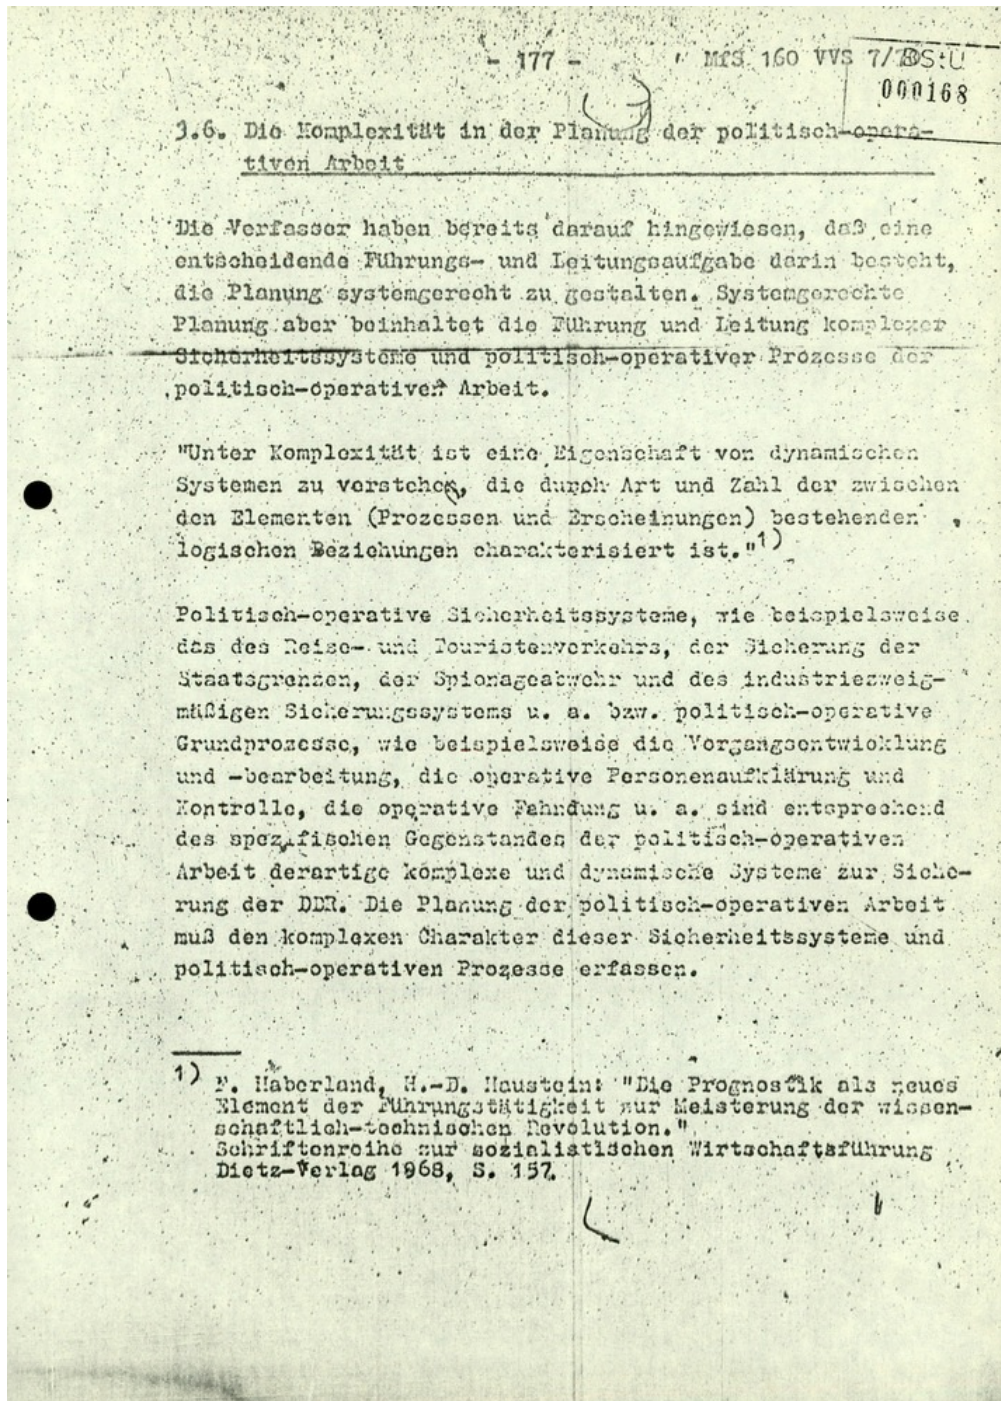 - 177 - MfS 160 VVS 7/7 BStU
000168
3.6. Die Komplexität in der Planung der politisch-opera-
tiven Arbeit
Die Verfasser haben bereits darauf hingewiesen, daß eine
entscheidende Führungs- und Leitungsaufgabe darin besteht,
die Planung systemgerecht zu gestalten. Systemgerechte
Planung aber beinhaltet die Führung und Leitung komplexer
Sicherheitssysteme und politisch-operativer Prozesse der
politisch-operativen Arbeit.
"Unter Komplexität ist eine Eigenschaft von dynamischen
Systemen zu verstehen, die durch Art und Zahl der zwischen
den Elementen (Prozessen und Erscheinungen) bestehenden
logischen Beziehungen charakterisiert ist."1)
Politisch-operative Sicherheitssysteme, wie beispielsweise
das des Reise- und Touristenverkehrs, der Sicherung der
Staatsgrenzen, der Spionageabwehr und des industriezweig-
mäßigen Sicherungssystems u. a. bzw. politisch-operative
Grundprozesse, wie beispielsweise die Vorgangsentwicklung
und -bearbeitung, die operative Personenaufklärung und
Kontrolle, die operative Fahndung u. a. sind entsprechend
des spezifischen Gegenstandes der politisch-operativen
Arbeit derartige komplexe und dynamische Systeme zur Siche-
rung der DDR. Die Planung der politisch-operativen Arbeit
muß den komplexen Charakter dieser Sicherheitssysteme und
politisch-operativen Prozesse erfassen.
1) F. Haberland, H.-D. Haustein: "Die Prognostik als neues
Element der Führungstätigkeit zur Meisterung der wissen-
schaftlich-technischen Revolution."
Schriftenreihe zur sozialistischen Wirtschaftsführung
Dietz-Verlag 1968, S. 157.